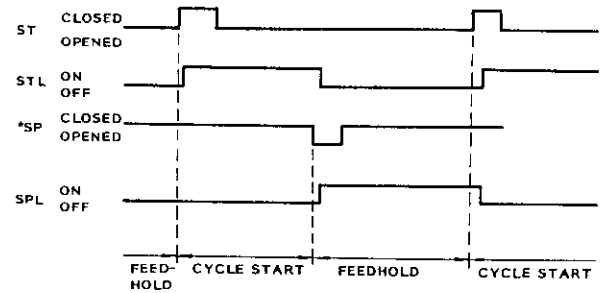 ST CLOSED
OPENED
STL ON
OFF
*SP CLOSED
OPENED
SPL ON
OFF
FEED-
HOLD
CYCLE START
FEEDHOLD
CYCLE START